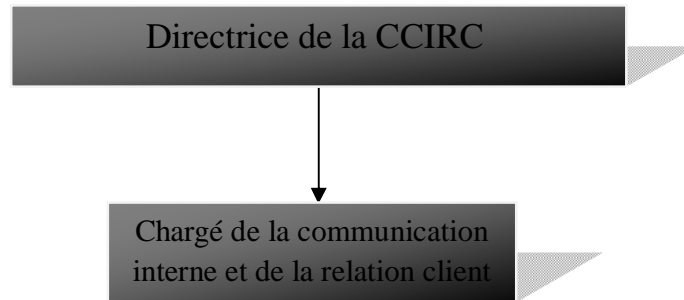 Directrice de la CCIRC
Chargé de la communication
interne et de la relation client